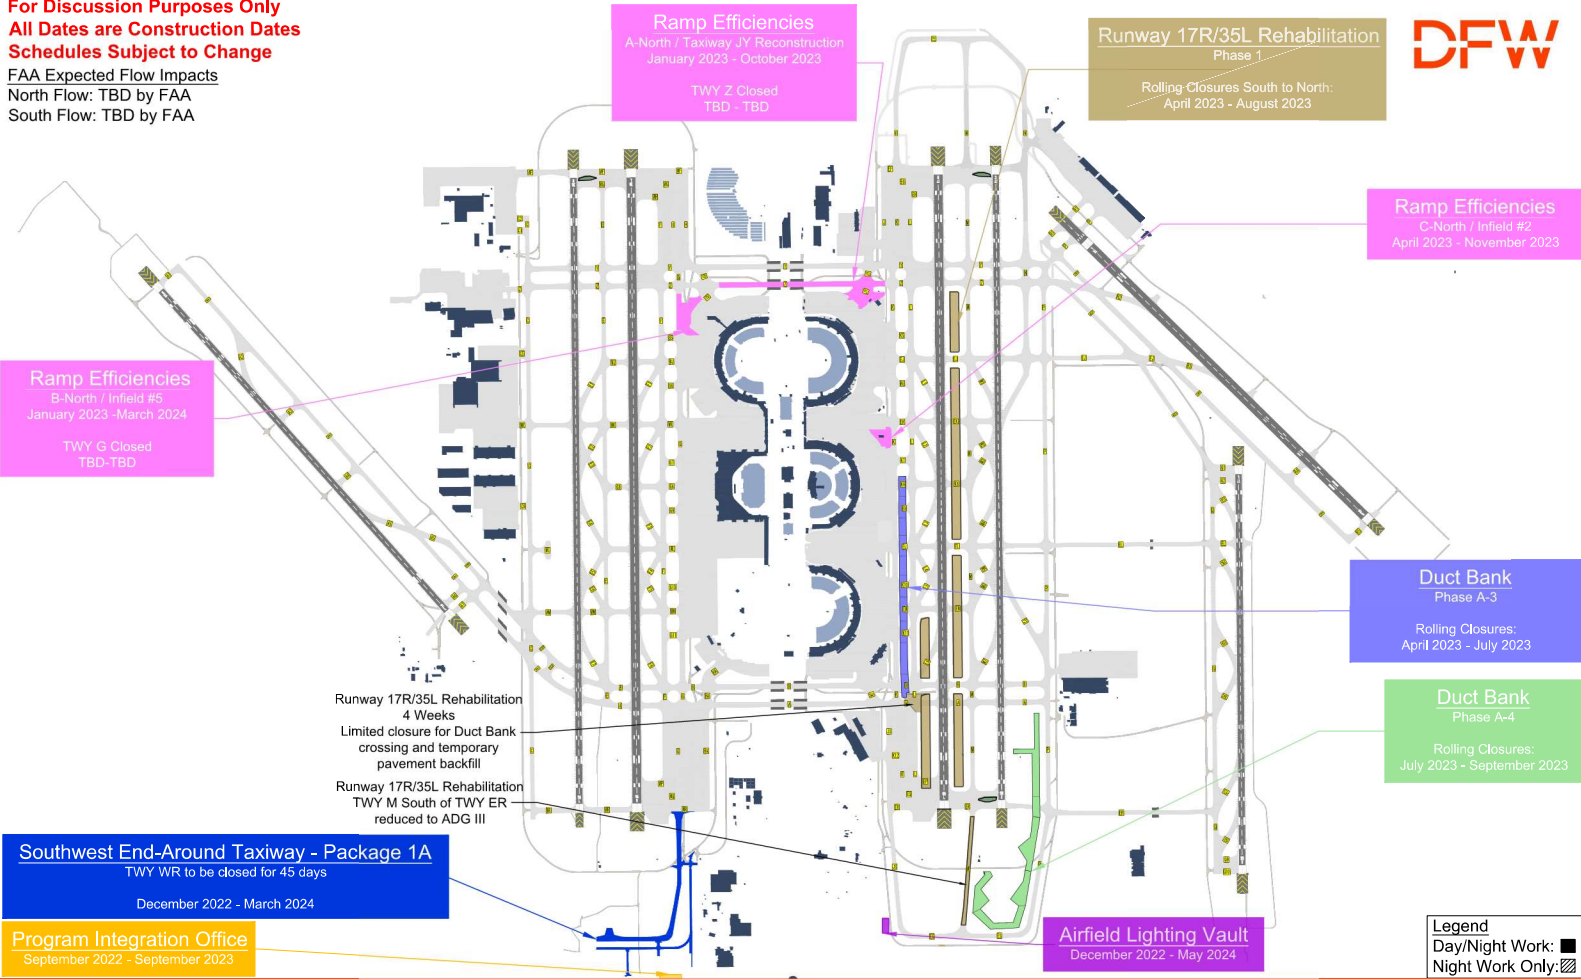 For Discussion Purposes Only
All Dates are Construction Dates
Schedules Subject to Change
FAA Expected Flow Impacts
North Flow: TBD by FAA
South Flow: TBD by FAA
Ramp Efficiencies
A-North / Taxiway JY Reconstruction
January 2023 - October 2023
TWY Z Closed
TBD - TBD
Runway 17R/35L Rehabilitation
Phase 1
Rolling Closures South to North:
April 2023 - August 2023
DFW
Ramp Efficiencies
C-North / Infield #2
April 2023 - November 2023
Ramp Efficiencies
B-North / Infield #5
January 2023 -March 2024
TWY G Closed
TBD-TBD
Duct Bank
Phase A-3
Rolling Closures:
April 2023 - July 2023
Duct Bank
Phase A-4
Rolling Closures:
July 2023 - September 2023
Runway 17R/35L Rehabilitation
4 Weeks
Limited closure for Duct Bank
crossing and temporary
pavement backfill
Runway 17R/35L Rehabilitation
TWY M South of TWY ER
reduced to ADG III
Southwest End-Around Taxiway - Package 1A
TWY WR to be closed for 45 days
December 2022 - March 2024
Program Integration Office
September 2022 - September 2023
Airfield Lighting Vault
December 2022 - May 2024
Legend
Day/Night Work:
Night Work Only: